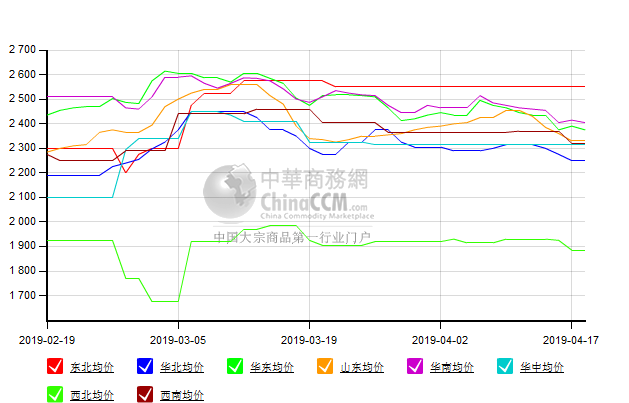 2 700
2 600
2 500
2 400
2 300
2 200
2 100
2 000
1 900
1 800
1 700
中華商務網
ChinaCCM.com
China Commodity Marketplace
中国大宗商品第一行业门户
2019-02-19 2019-03-05 2019-03-19 2019-04-02 2019-04-17
东北均价 华北均价 华东均价 山东均价 华南均价 华中均价
西北均价 西南均价